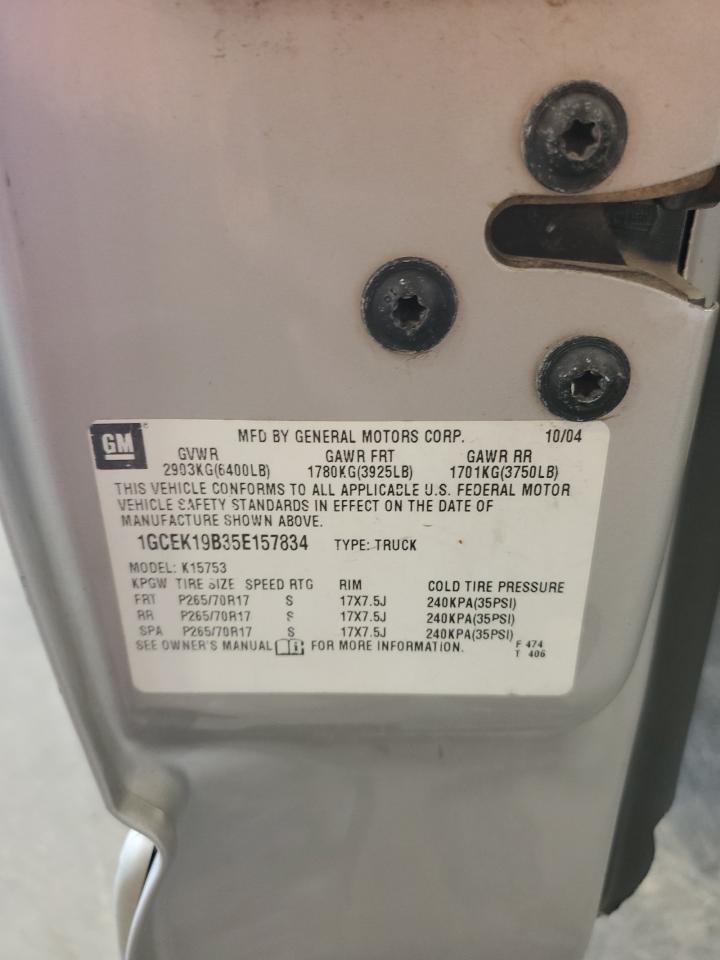 GM
MFD BY GENERAL MOTORS CORP. 10/04
GVWR GAWR FRT GAWR RR
2903KG(6400LB) 1780KG(3925LB) 1701KG(3750LB)
THIS VEHICLE CONFORMS TO ALL APPLICABLE U.S. FEDERAL MOTOR
VEHICLE SAFETY STANDARDS IN EFFECT ON THE DATE OF
MANUFACTURE SHOWN ABOVE.
1GCEK19B35E157834 TYPE: TRUCK
MODEL: K15753
KPGW TIRE SIZE SPEED RTG RIM COLD TIRE PRESSURE
FRT P265/70R17 S 17X7.5J 240KPA(35PSI)
RR P265/70R17 S 17X7.5J 240KPA(35PSI)
SPA P265/70R17 S 17X7.5J 240KPA(35PSI)
SEE OWNER'S MANUAL FOR MORE INFORMATION. F 474
T 406